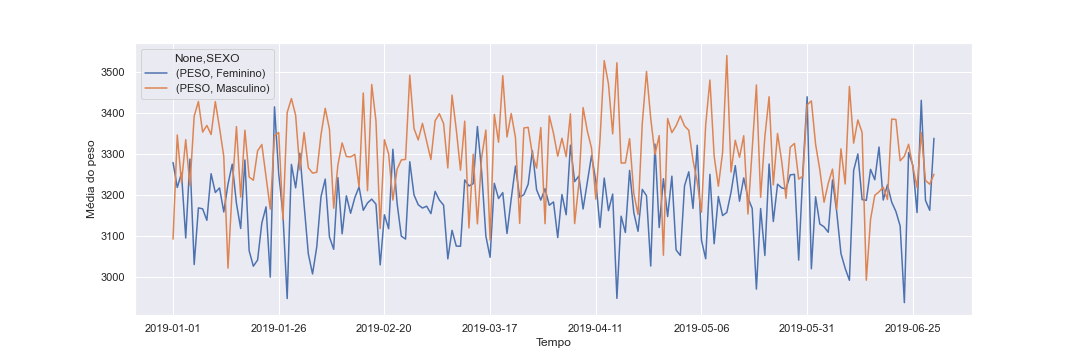 None,SEXO
(PESO, Feminino)
(PESO, Masculino)
Média do peso
3500
3400
3300
3200
3100
3000
2019-01-01 2019-01-26 2019-02-20 2019-03-17 2019-04-11 2019-05-06 2019-05-31 2019-06-25
Tempo